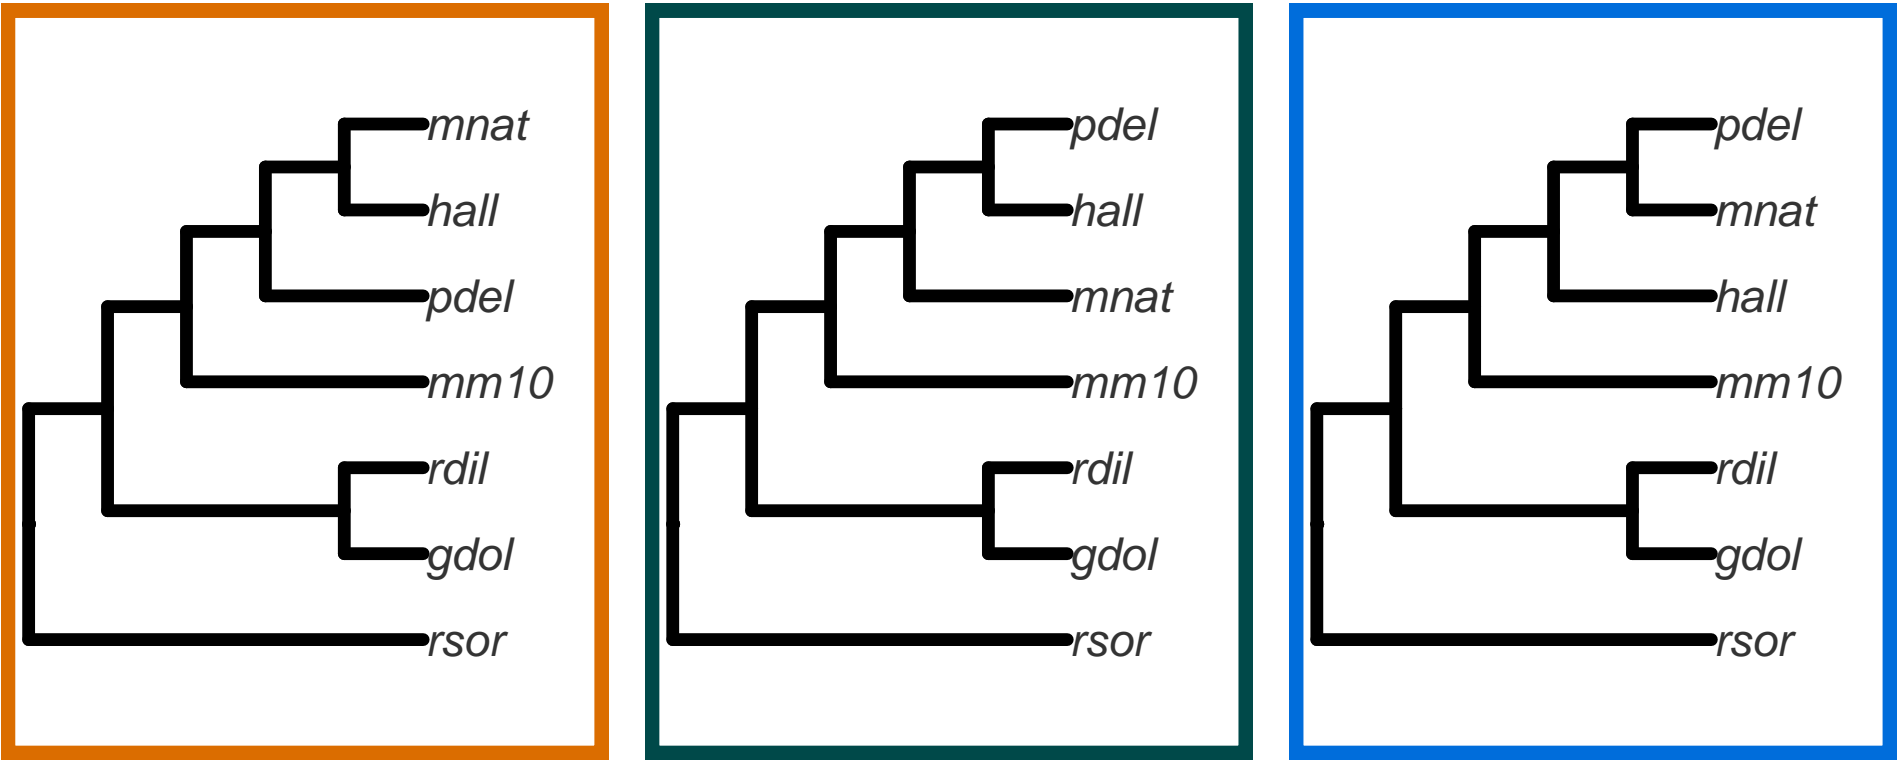 mnat
hall
pdel
mm10
rdil
gdol
rsor
pdel
hall
mnat
mm10
rdil
gdol
rsor
pdel
mnat
hall
mm10
rdil
gdol
rsor